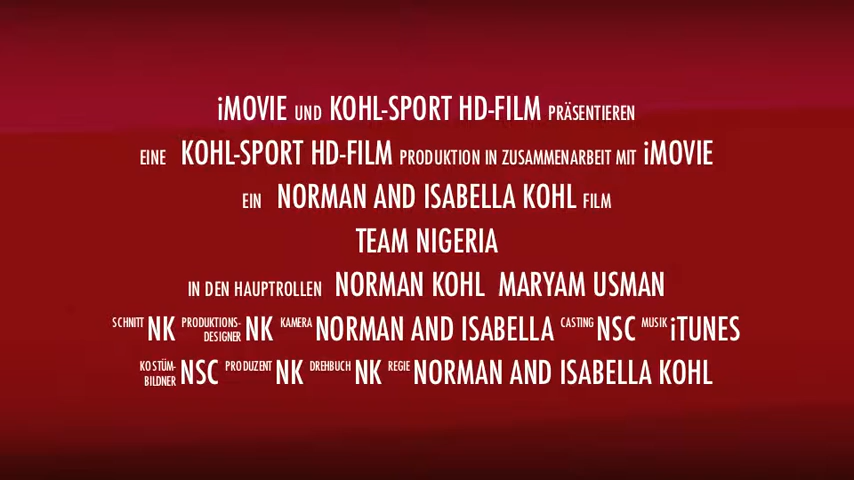 iMOVIE UND KOHL-SPORT HD-FILM PRÄSENTIEREN
EINE KOHL-SPORT HD-FILM PRODUKTION IN ZUSAMMENARBEIT MIT iMOVIE
EIN NORMAN AND ISABELLA KOHL FILM
TEAM NIGERIA
IN DEN HAUPTROLLEN NORMAN KOHL MARYAM USMAN
SCHNITT NK PRODUKTIONS-DESIGNER NK KAMERA NORMAN AND ISABELLA CASTING NSC MUSIK iTUNES
KOSTÜM-BILDNER NSC PRODUZENT NK DREHBUCH NK REGIE NORMAN AND ISABELLA KOHL